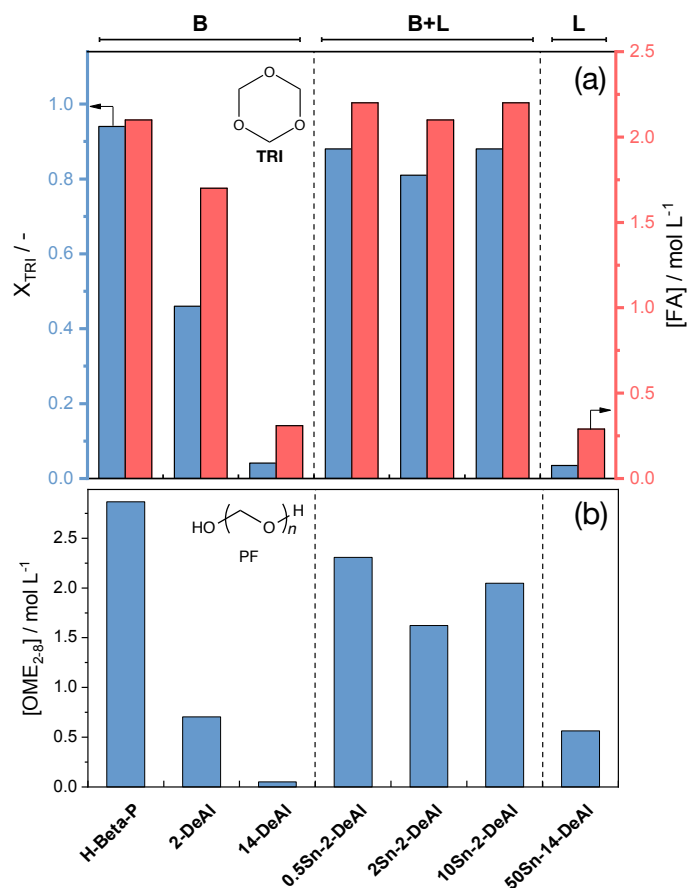 B B+L L
(a)
X_TRI / -
1.0
0.8
0.6
0.4
0.2
0.0
O
O O
TRI
2.5
2.0
1.5
1.0
0.5
0.0
[FA] / mol L⁻¹
(b)
[OME₂₋₈] / mol L⁻¹
2.5
2.0
1.5
1.0
0.5
0.0
HO ( O ) n H
PF
H-Beta-P
2-DeAl
14-DeAl
0.5Sn-2-DeAl
2Sn-2-DeAl
10Sn-2-DeAl
50Sn-14-DeAl